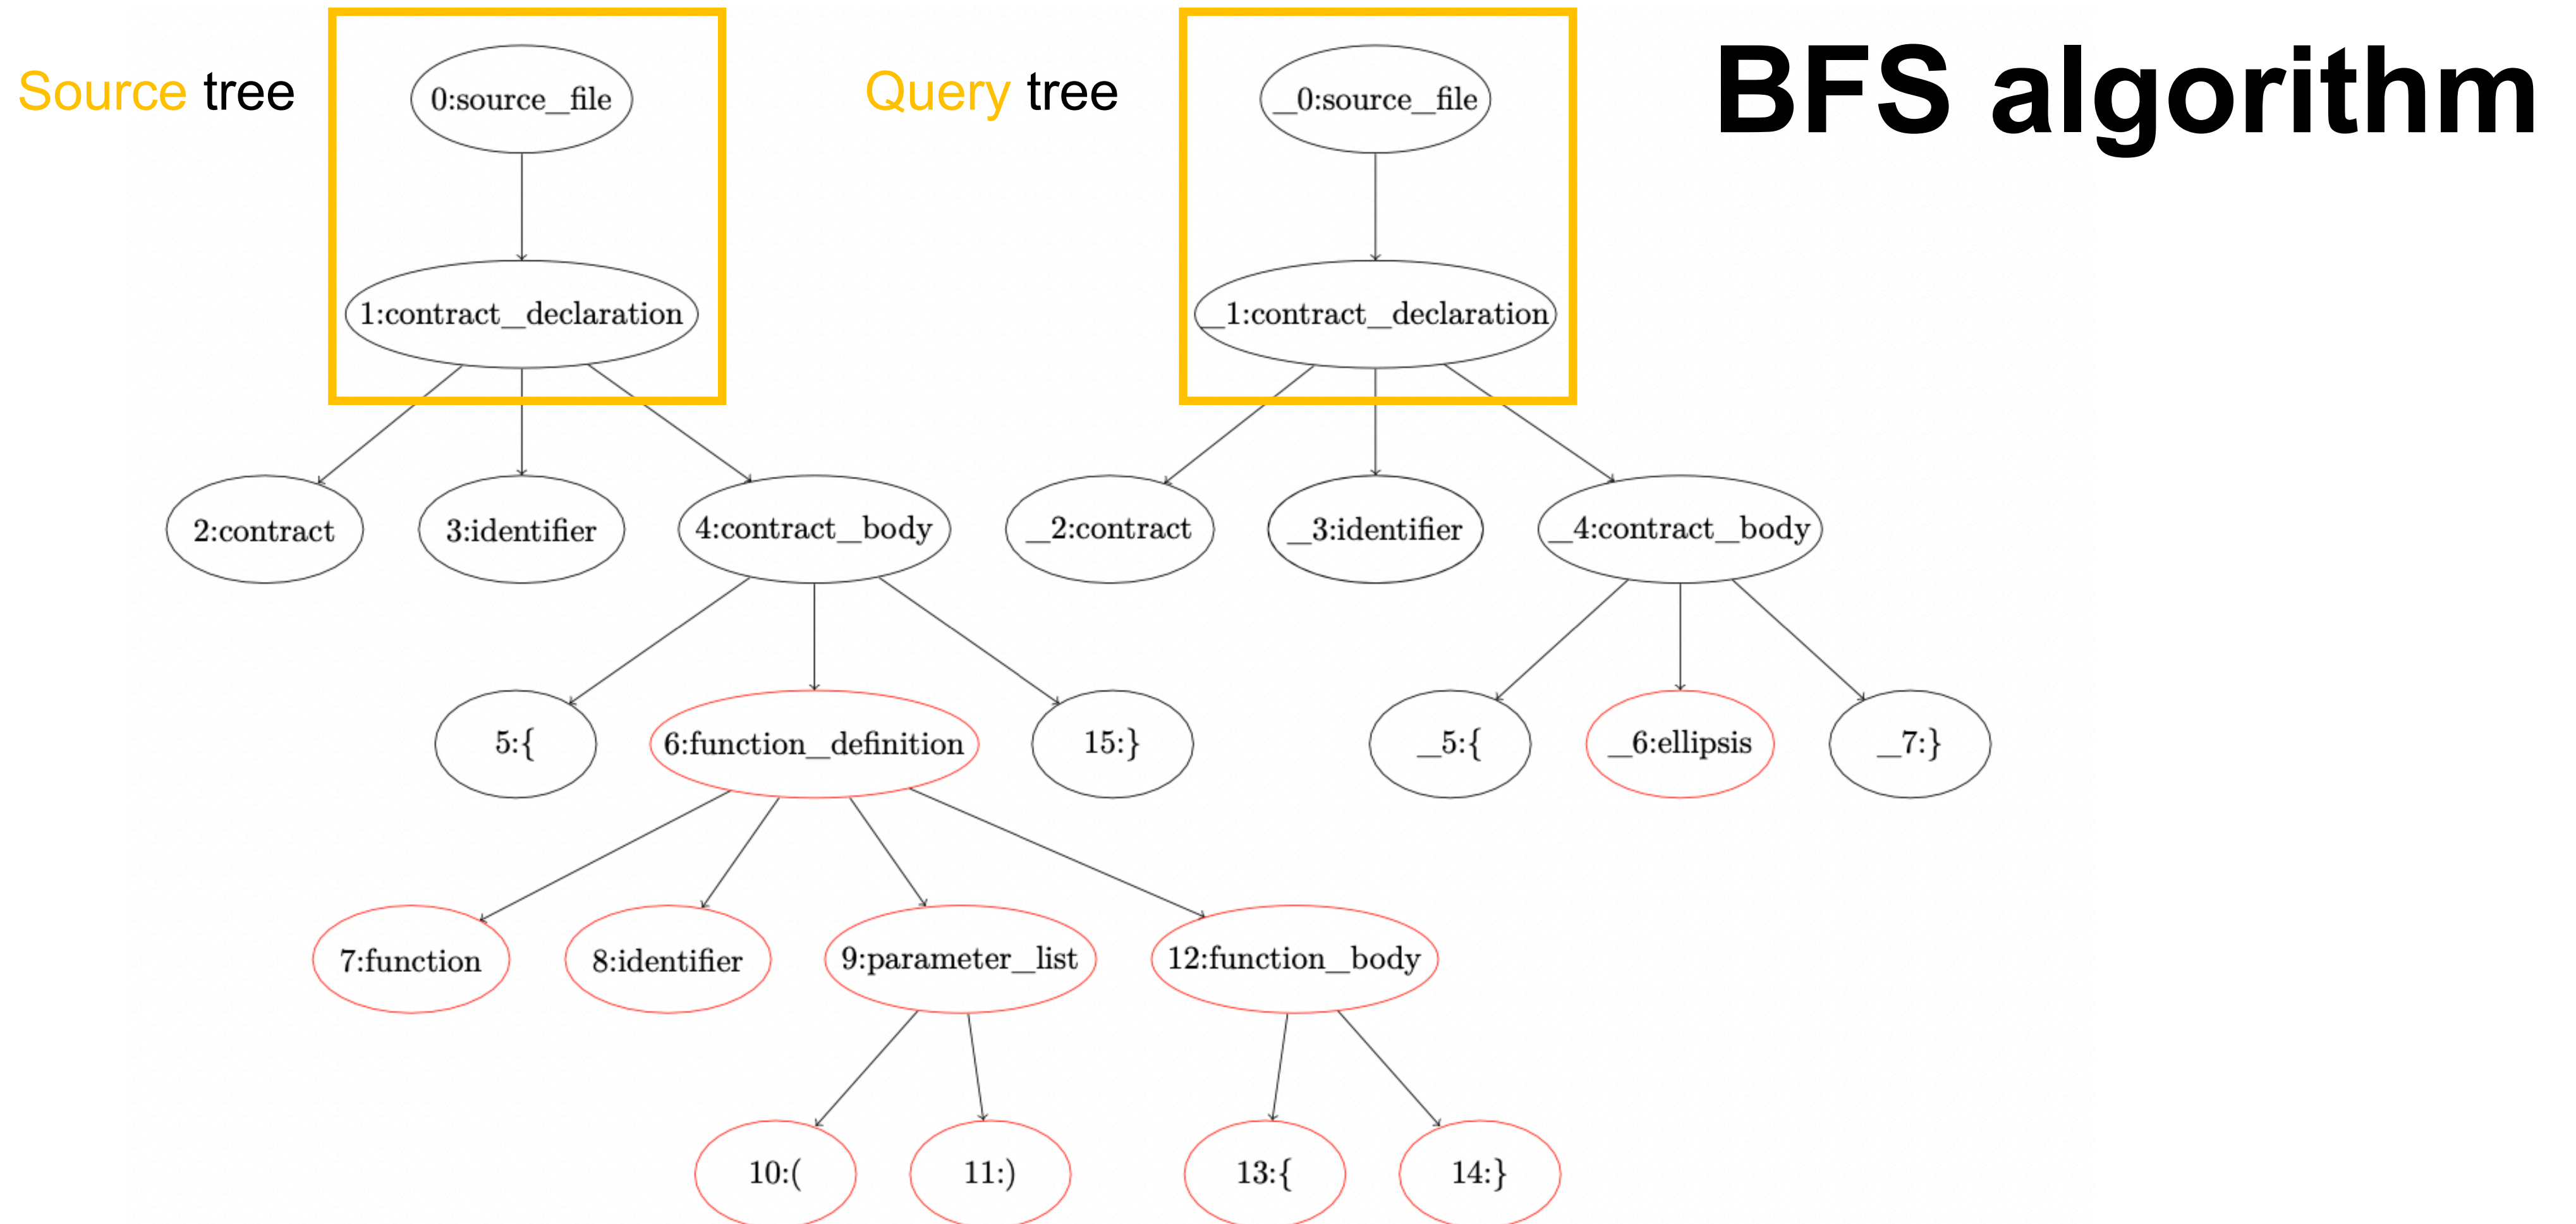 Source tree
Query tree
BFS algorithm
0:source_file
_0:source_file
1:contract_declaration
_1:contract_declaration
2:contract
3:identifier
4:contract_body
_2:contract
_3:identifier
_4:contract_body
5:{
6:function_definition
15:}
_5:{
_6:ellipsis
_7:}
7:function
8:identifier
9:parameter_list
12:function_body
10:(
11:)
13:{
14:}